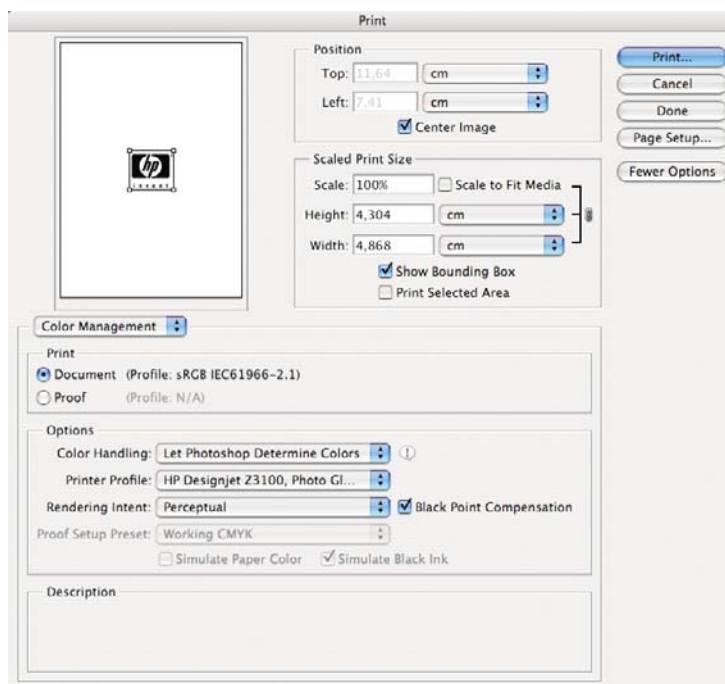 Print
hp
invent
Position
Top: 11,64 cm
Left: 7,41 cm
Center Image
Scaled Print Size
Scale: 100% Scale to Fit Media
Height: 4,304 cm
Width: 4,868 cm
Show Bounding Box
Print Selected Area
Print...
Cancel
Done
Page Setup...
Fewer Options
Color Management
Print
Document (Profile: sRGB IEC61966-2.1)
Proof (Profile: N/A)
Options
Color Handling: Let Photoshop Determine Colors
Printer Profile: HP Designjet Z3100, Photo Gl...
Rendering Intent: Perceptual Black Point Compensation
Proof Setup Preset: Working CMYK
Simulate Paper Color Simulate Black Ink
Description